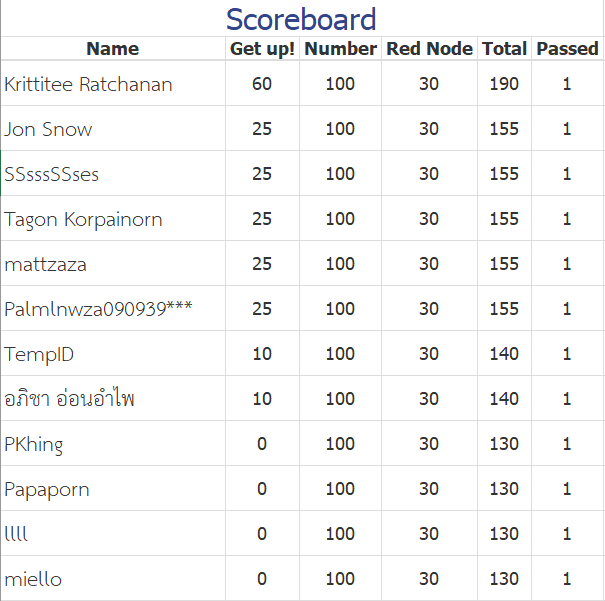 Scoreboard
Name Get up! Number Red Node Total Passed
Krittitee Ratchanan 60 100 30 190 1
Jon Snow 25 100 30 155 1
SSsssSSses 25 100 30 155 1
Tagon Korpainorn 25 100 30 155 1
mattzaza 25 100 30 155 1
Palmlnwza090939*** 25 100 30 155 1
TempID 10 100 30 140 1
อภิชา อ่อนอำไพ 10 100 30 140 1
PKhing 0 100 30 130 1
Papaporn 0 100 30 130 1
llll 0 100 30 130 1
miello 0 100 30 130 1